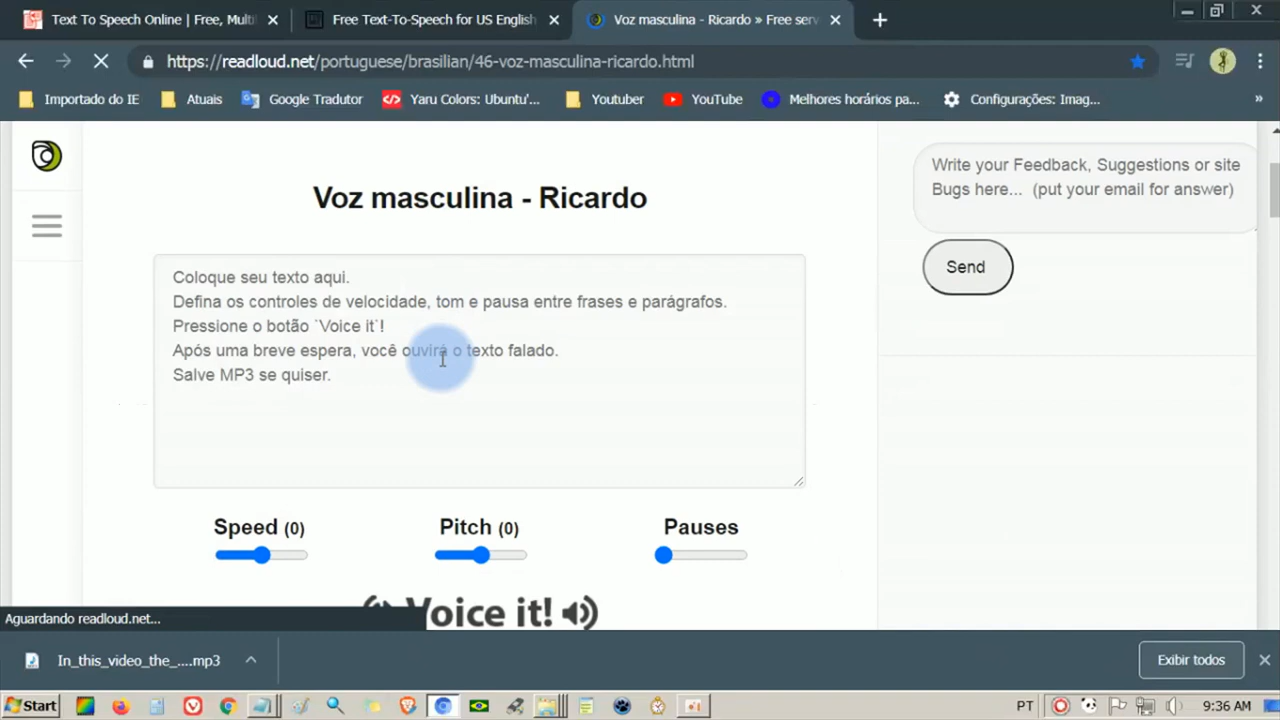 Text To Speech Online | Free, Multi
Free Text-To-Speech for US English
Voz masculina - Ricardo » Free serv
https://readloud.net/portuguese/brasilian/46-voz-masculina-ricardo.html
Importado do IE
Atuais
Google Tradutor
Yaru Colors: Ubuntu'...
Youtuber
YouTube
Melhores horários pa...
Configurações: Imag...
»
Voz masculina - Ricardo
Coloque seu texto aqui.
Defina os controles de velocidade, tom e pausa entre frases e parágrafos.
Pressione o botão `Voice it`!
Após uma breve espera, você ouvirá o texto falado.
Salve MP3 se quiser.
Speed (0)
Pitch (0)
Pauses
Voice it!
Write your Feedback, Suggestions or site
Bugs here... (put your email for answer)
Send
Aguardando readloud.net...
In_this_video_the_....mp3
Exibir todos
Start
PT
9:36 AM